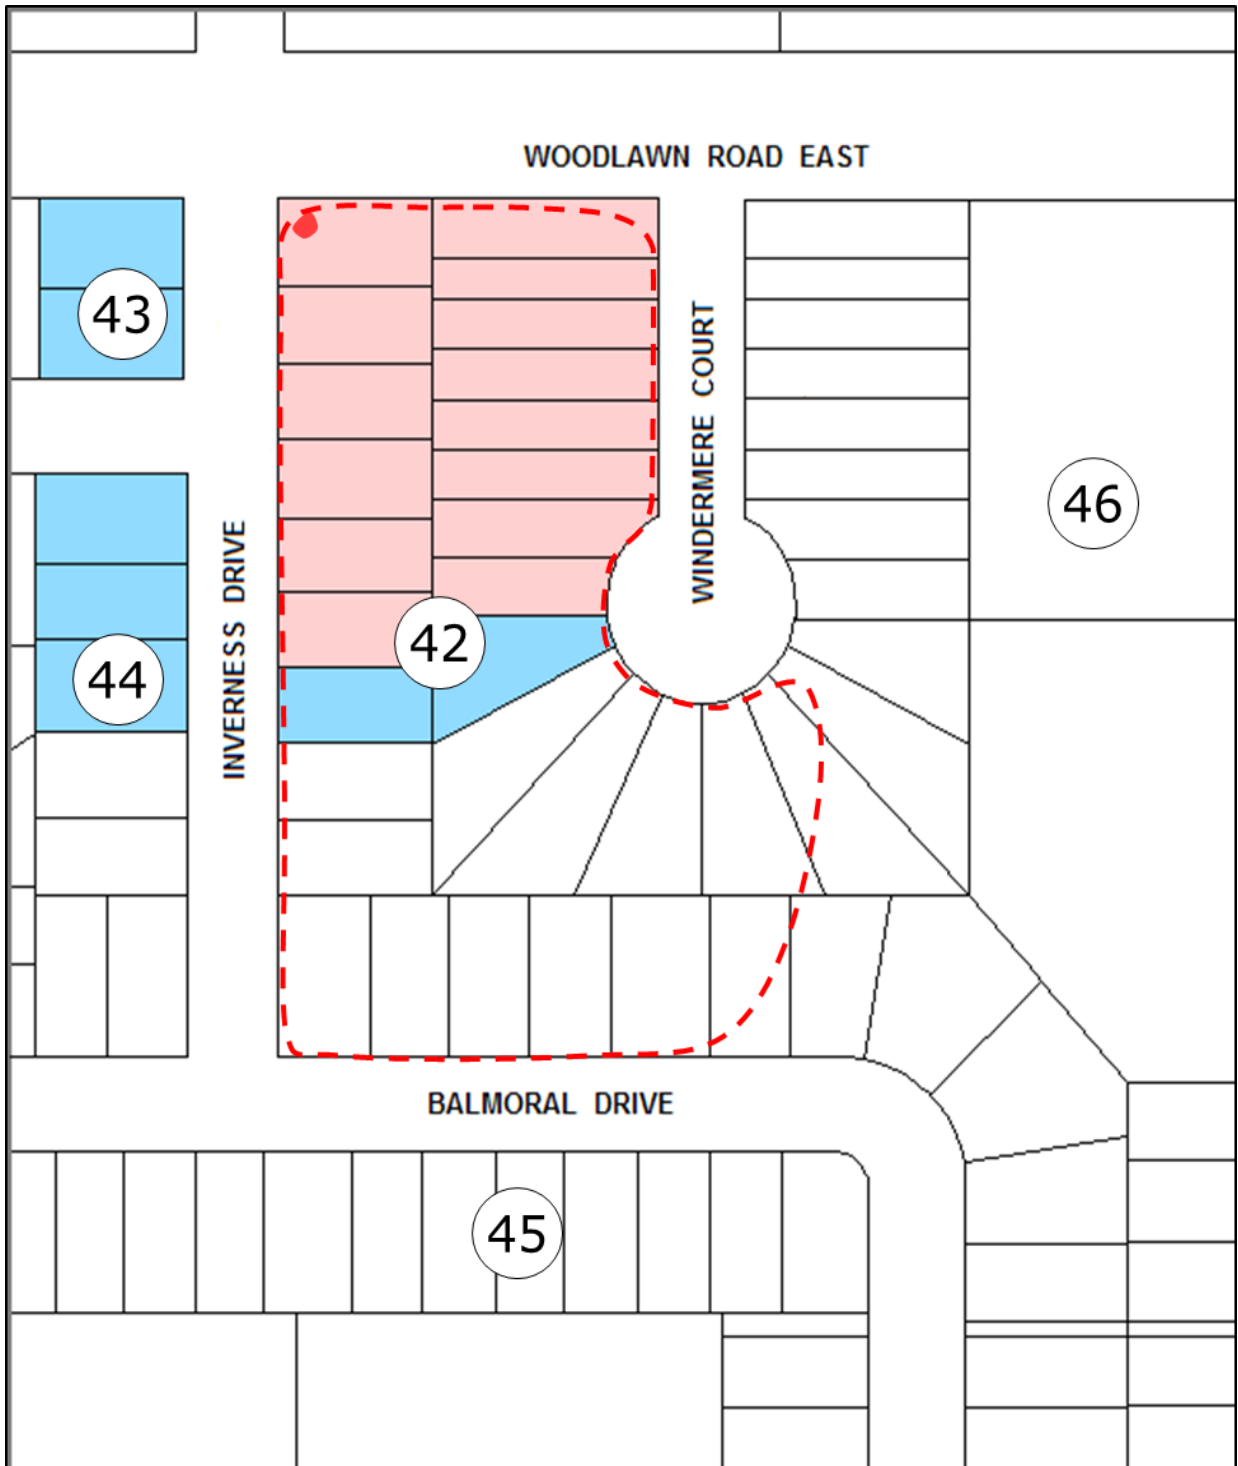 WOODLAWN ROAD EAST
43
WINDERMERE COURT
46
INVERNESS DRIVE
42
44
BALMORAL DRIVE
45